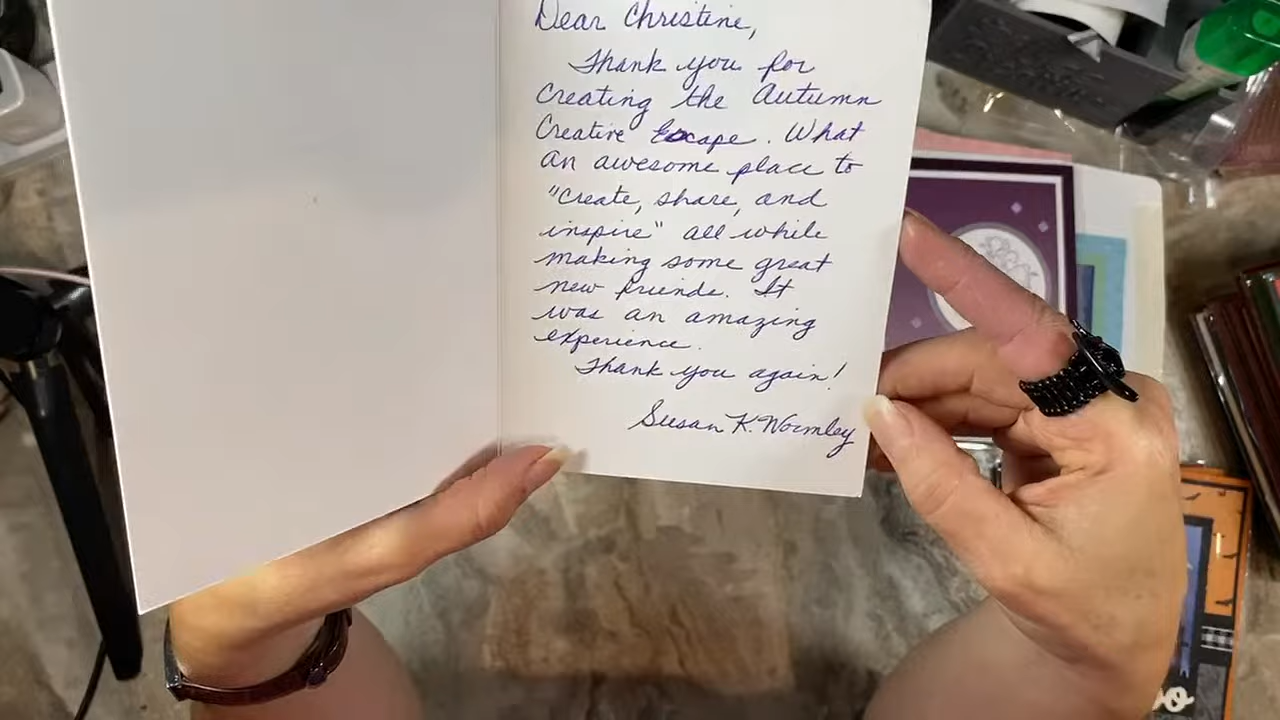 Dear Christine,
Thank you for
Creating the Autumn
Creative Escape. What
an awesome place to
"Create, share, and
inspire" all while
making some great
new friends. It
was an amazing
experience.
Thank you again!
Susan K. Wormley